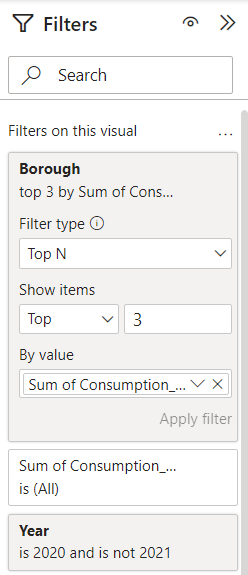 Filters
Search
Filters on this visual
...
Borough
top 3 by Sum of Cons...
Filter type
Top N
Show items
Top 3
By value
Sum of Consumption_...
Apply filter
Sum of Consumption_...
is (All)
Year
is 2020 and is not 2021